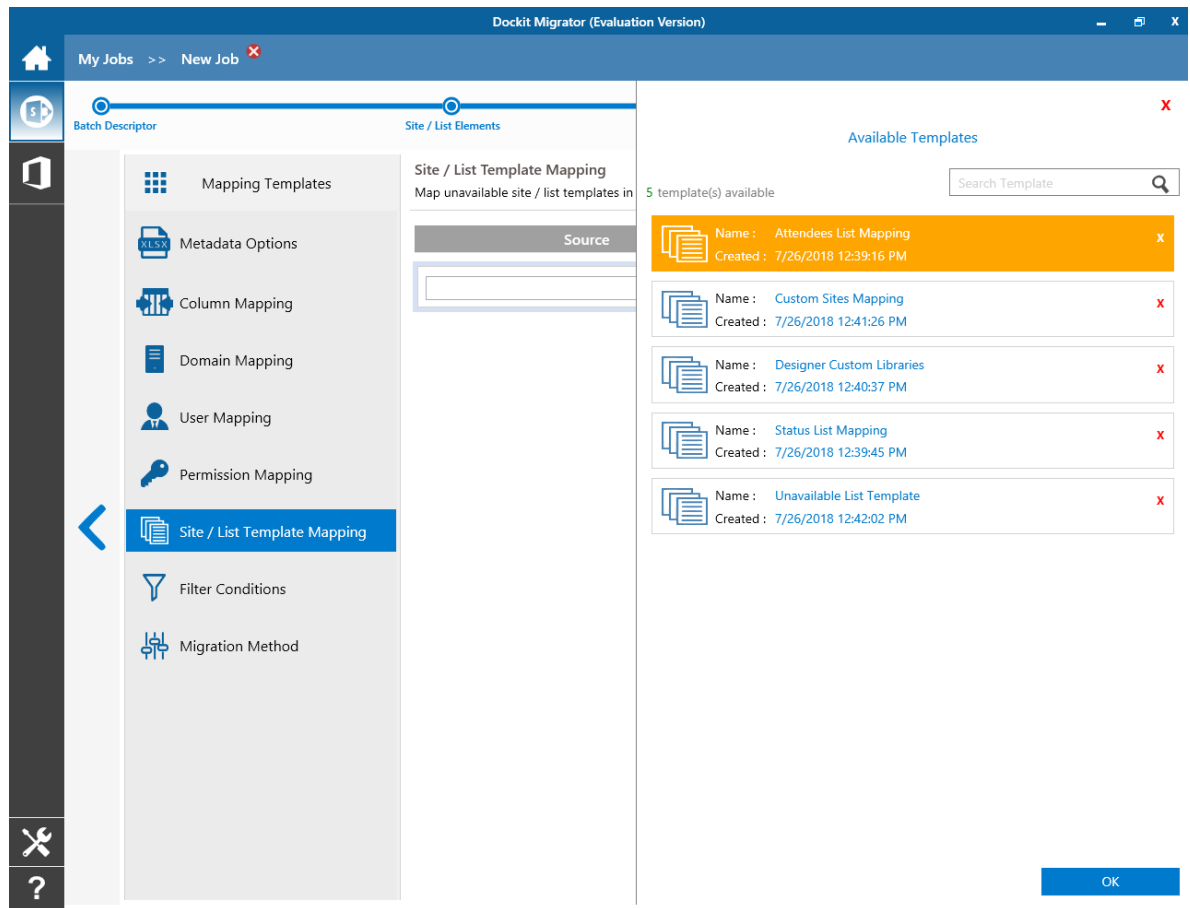 Dockit Migrator (Evaluation Version)
My Jobs >> New Job
Batch Descriptor
Site / List Elements
Mapping Templates
Metadata Options
XLSX
Column Mapping
Domain Mapping
User Mapping
Permission Mapping
Site / List Template Mapping
Filter Conditions
Migration Method
Site / List Template Mapping
Map unavailable site / list templates in
Source
X
Available Templates
5 template(s) available
Search Template
Name : Attendees List Mapping
Created : 7/26/2018 12:39:16 PM
X
Name : Custom Sites Mapping
Created : 7/26/2018 12:41:26 PM
X
Name : Designer Custom Libraries
Created : 7/26/2018 12:40:37 PM
X
Name : Status List Mapping
Created : 7/26/2018 12:39:45 PM
X
Name : Unavailable List Template
Created : 7/26/2018 12:42:02 PM
X
OK
?